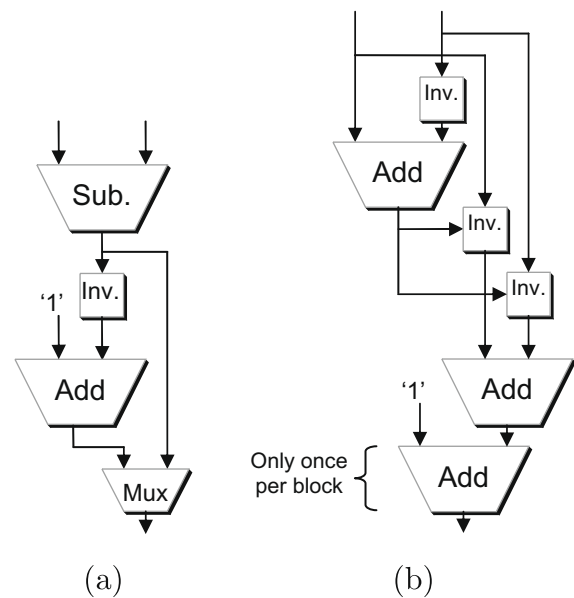 Sub.
Inv.
‘1’
Add
Mux
(a)
Inv.
Add
Inv.
Inv.
Add
‘1’
Only once
per block
Add
(b)